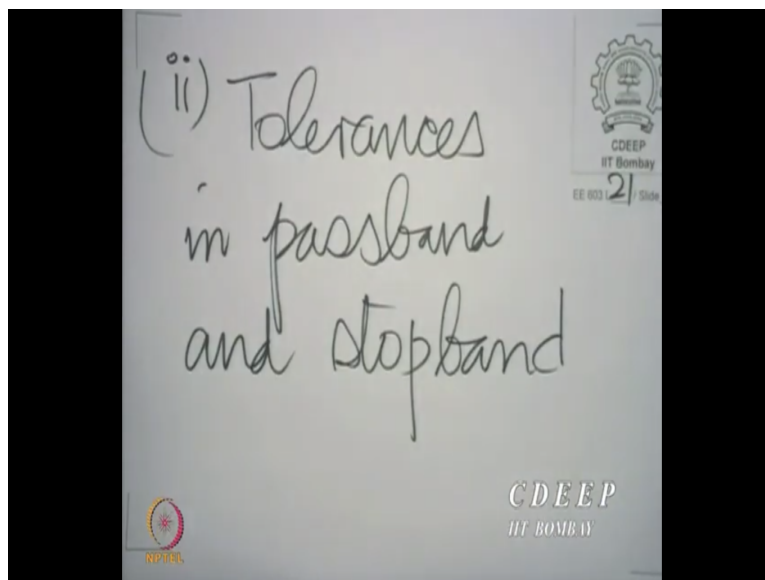 (ii) Tolerances
in passband
and stopband
CDEEP
IIT Bombay
EE 603 L 21 / Slide
CDEEP
IIT BOMBAY
NPTEL